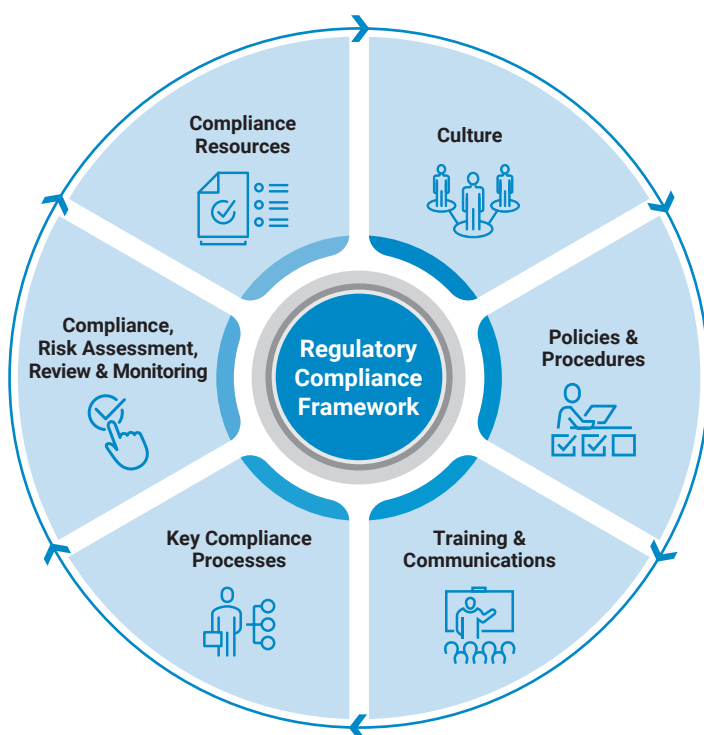 Compliance
Resources
Culture
Compliance,
Risk Assessment,
Review & Monitoring
Regulatory
Compliance
Framework
Policies &
Procedures
Key Compliance
Processes
Training &
Communications